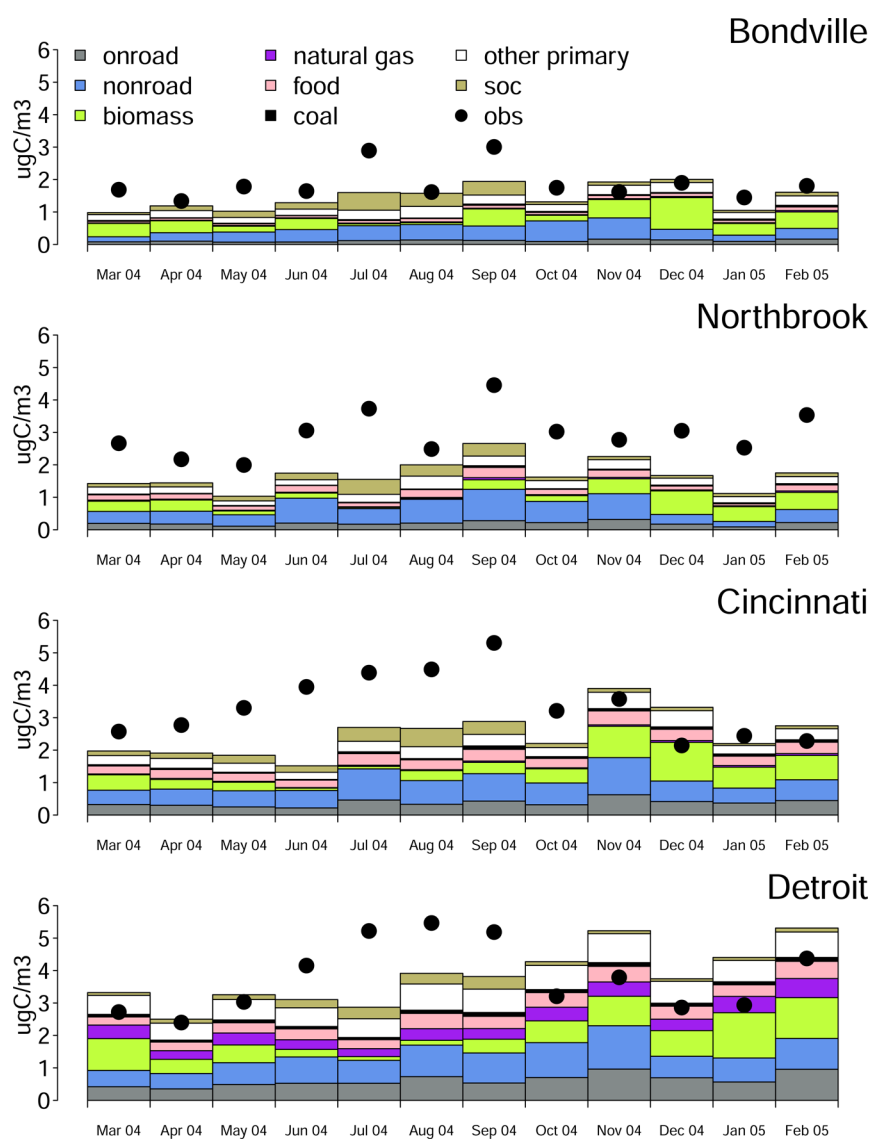 Bondville
onroad natural gas other primary
nonroad food soc
biomass coal obs
ugC/m3
6
5
4
3
2
1
0
Mar 04 Apr 04 May 04 Jun 04 Jul 04 Aug 04 Sep 04 Oct 04 Nov 04 Dec 04 Jan 05 Feb 05
Northbrook
ugC/m3
6
5
4
3
2
1
0
Mar 04 Apr 04 May 04 Jun 04 Jul 04 Aug 04 Sep 04 Oct 04 Nov 04 Dec 04 Jan 05 Feb 05
Cincinnati
ugC/m3
6
5
4
3
2
1
0
Mar 04 Apr 04 May 04 Jun 04 Jul 04 Aug 04 Sep 04 Oct 04 Nov 04 Dec 04 Jan 05 Feb 05
Detroit
ugC/m3
6
5
4
3
2
1
0
Mar 04 Apr 04 May 04 Jun 04 Jul 04 Aug 04 Sep 04 Oct 04 Nov 04 Dec 04 Jan 05 Feb 05